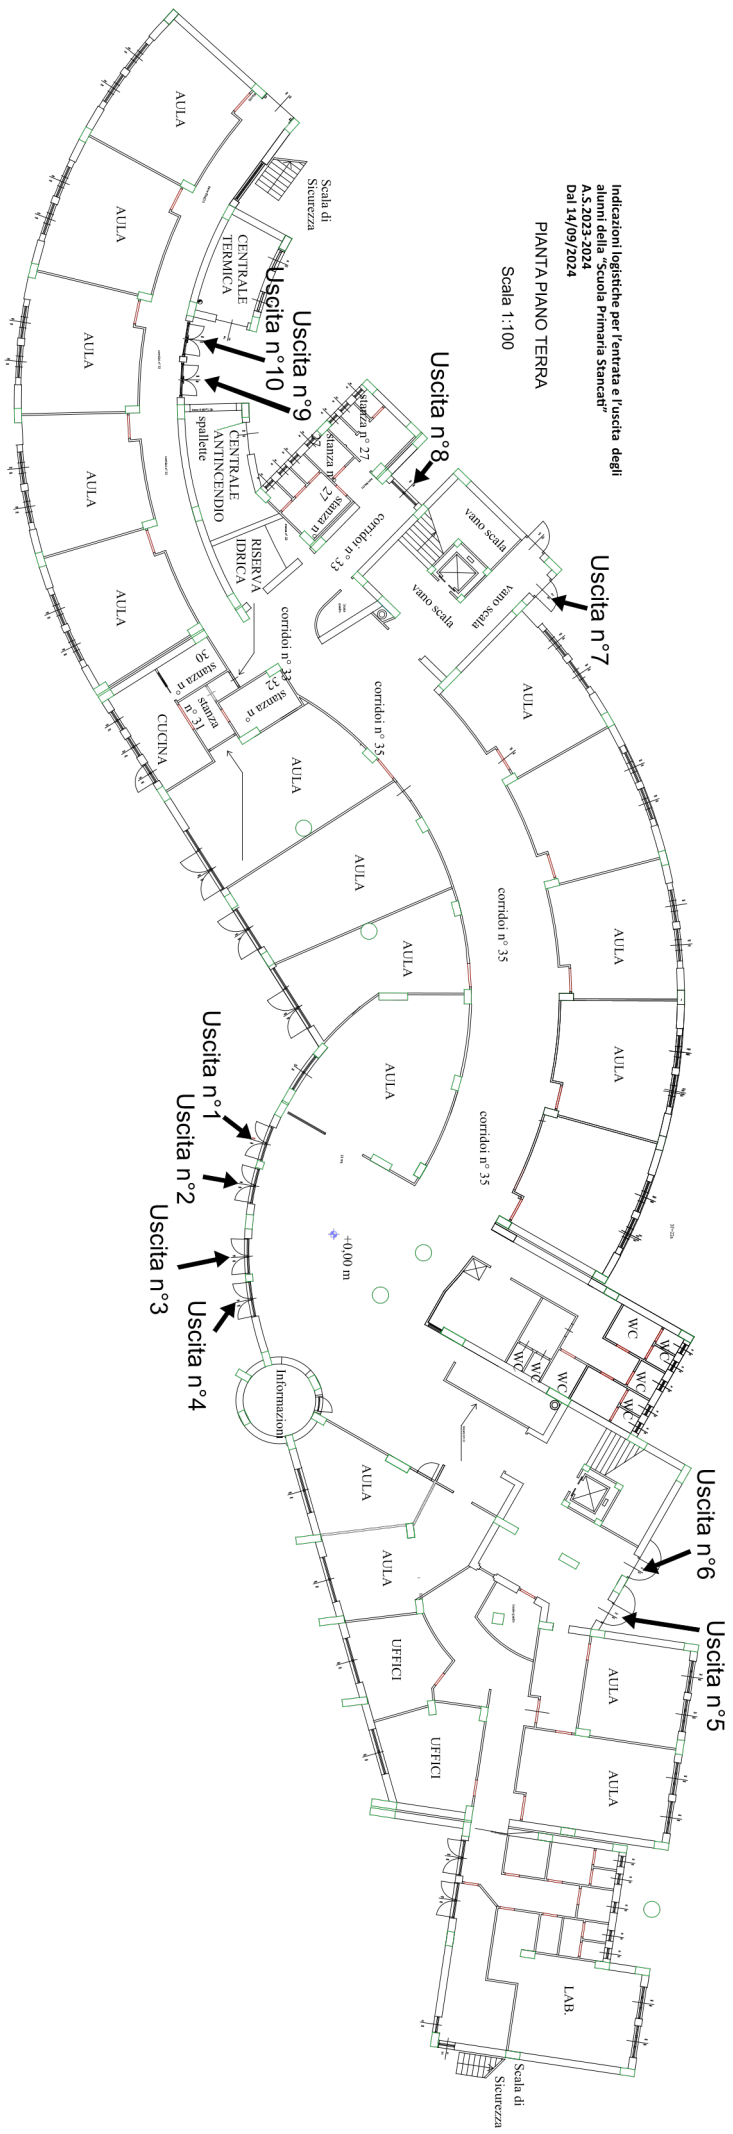 Indicazioni logistiche per l'entrata e l'uscita degli
alunni della "Scuola Primaria Stancati"
A.S.2023-2024
Dal 14/09/2024
PIANTA PIANO TERRA
Scala 1:100
Scala di
Sicurezza
AULA
AULA
AULA
AULA
AULA
CENTRALE
TERMICA
Uscita n°10
Uscita n°9
Uscita n°8
Uscita n°7
CENTRALE
ANTINCENDIO
spallette
RISERVA
IDRICA
stanza n° 27
stanza n°
27
stanza n°
27
corridoi n° 33
corridoi n° 33
vano scala
vano scala
vano scala
stanza n°
30
stanza
n° 31
stanza n°
32
CUCINA
corridoi n° 35
AULA
AULA
AULA
AULA
AULA
AULA
AULA
corridoi n° 35
corridoi n° 35
Uscita n°1
Uscita n°2
Uscita n°3
Uscita n°4
+0,00 m
WC
WC
WC
WC
WC
WC
WC
Informazioni
AULA
AULA
UFFICI
UFFICI
Uscita n°6
Uscita n°5
AULA
AULA
LAB.
Scala di
Sicurezza